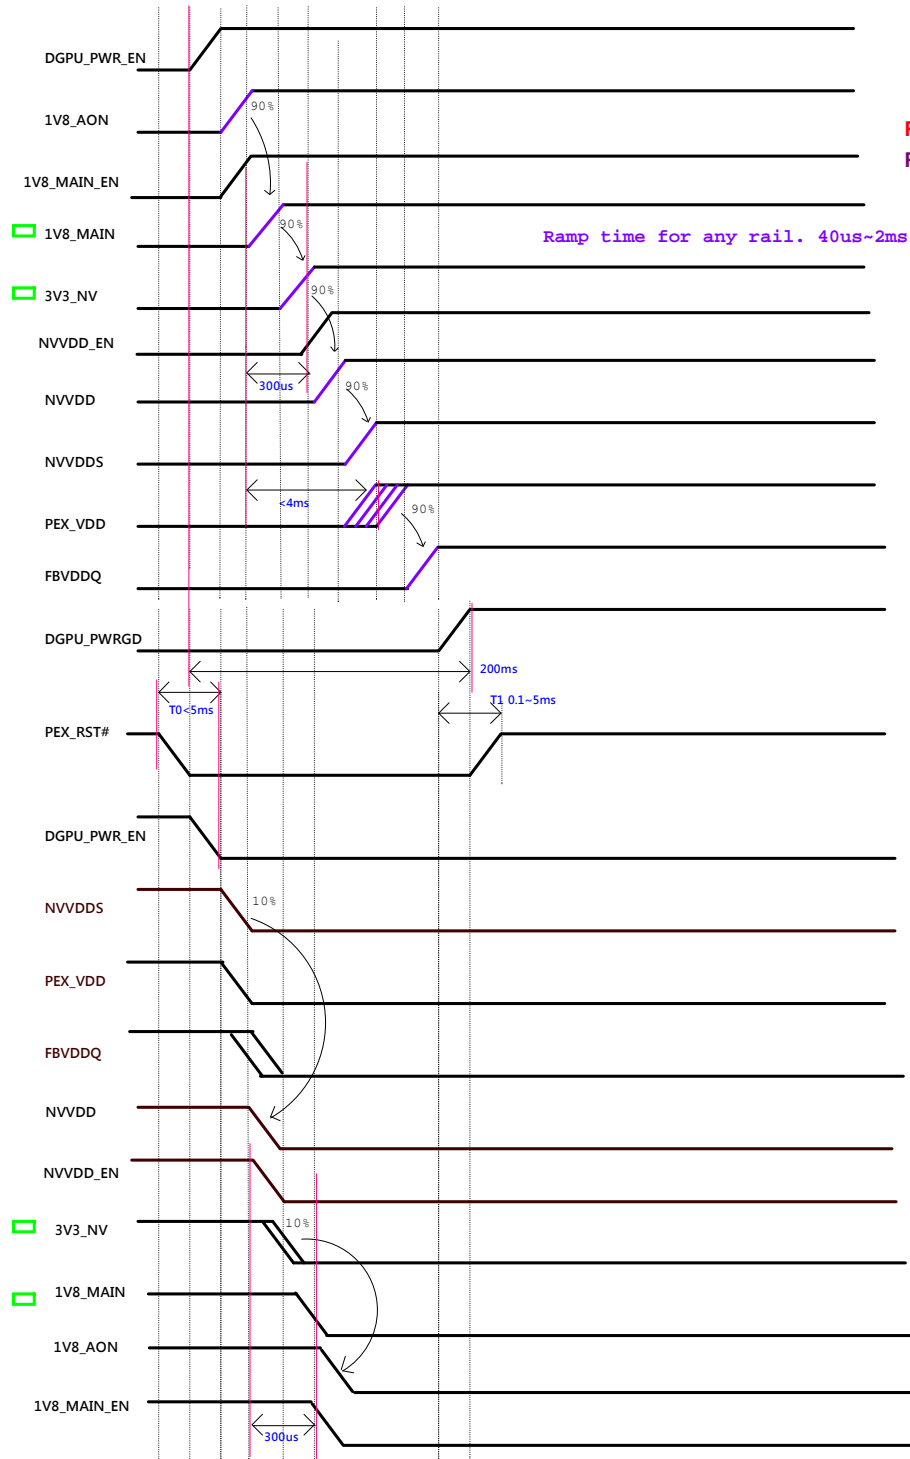 DGPU_PWR_EN
1V8_AON
90%
1V8_MAIN_EN
1V8_MAIN
90%
Ramp time for any rail. 40us~2ms
3V3_NV
90%
NVVDD_EN
300us
90%
NVVDD
NVVDDS
<4ms
90%
PEX_VDD
FBVDDQ
DGPU_PWRGD
200ms
T0<5ms
T1 0.1~5ms
PEX_RST#
DGPU_PWR_EN
10%
NVVDDS
PEX_VDD
FBVDDQ
NVVDD
NVVDD_EN
10%
3V3_NV
1V8_MAIN
1V8_AON
1V8_MAIN_EN
300us